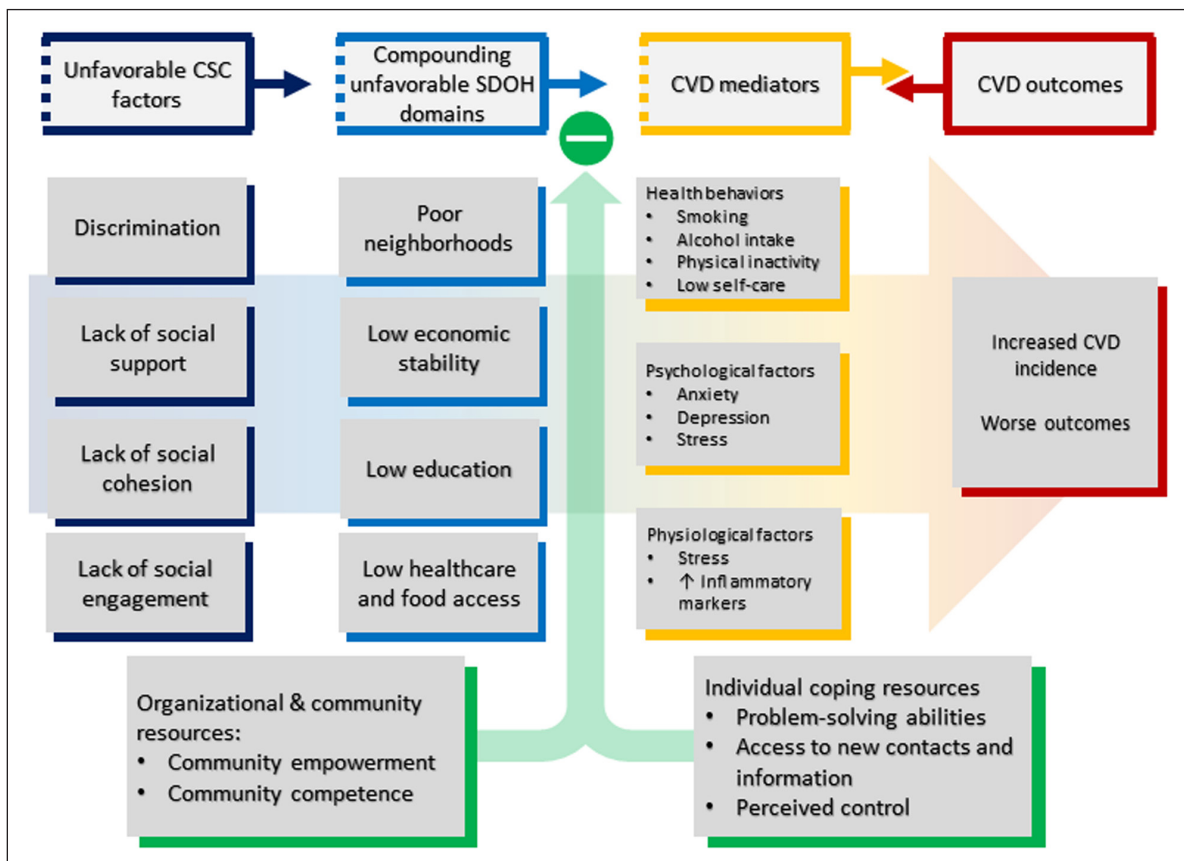 Unfavorable CSC
factors
Compounding
unfavorable SDOH
domains
CVD mediators
CVD outcomes
Discrimination
Lack of social
support
Lack of social
cohesion
Lack of social
engagement
Poor
neighborhoods
Low economic
stability
Low education
Low healthcare
and food access
Health behaviors
• Smoking
• Alcohol intake
• Physical inactivity
• Low self-care
Psychological factors
• Anxiety
• Depression
• Stress
Physiological factors
• Stress
• ↑ Inflammatory
markers
Increased CVD
incidence
Worse outcomes
Organizational & community
resources:
• Community empowerment
• Community competence
Individual coping resources
• Problem-solving abilities
• Access to new contacts and
information
• Perceived control